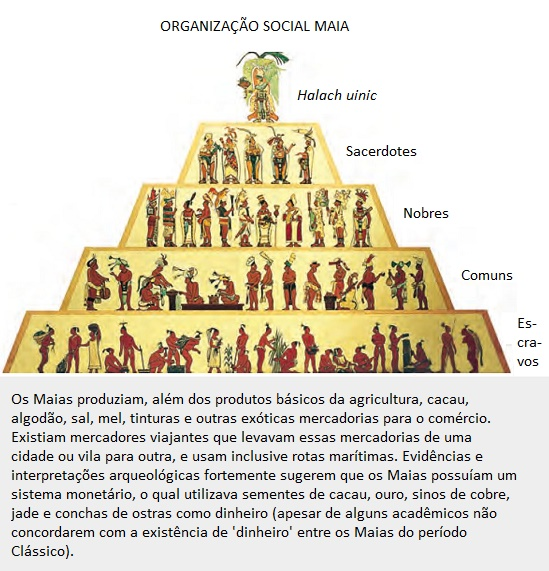 ORGANIZAÇÃO SOCIAL MAIA
Halach uinic
Sacerdotes
Nobres
Comuns
Es-
cra-
vos
Os Maias produziam, além dos produtos básicos da agricultura, cacau,
algodão, sal, mel, tinturas e outras exóticas mercadorias para o comércio.
Existiam mercadores viajantes que levavam essas mercadorias de uma
cidade ou vila para outra, e usam inclusive rotas marítimas. Evidências e
interpretações arqueológicas fortemente sugerem que os Maias possuíam um
sistema monetário, o qual utilizava sementes de cacau, ouro, sinos de cobre,
jade e conchas de ostras como dinheiro (apesar de alguns acadêmicos não
concordarem com a existência de 'dinheiro' entre os Maias do período
Clássico).